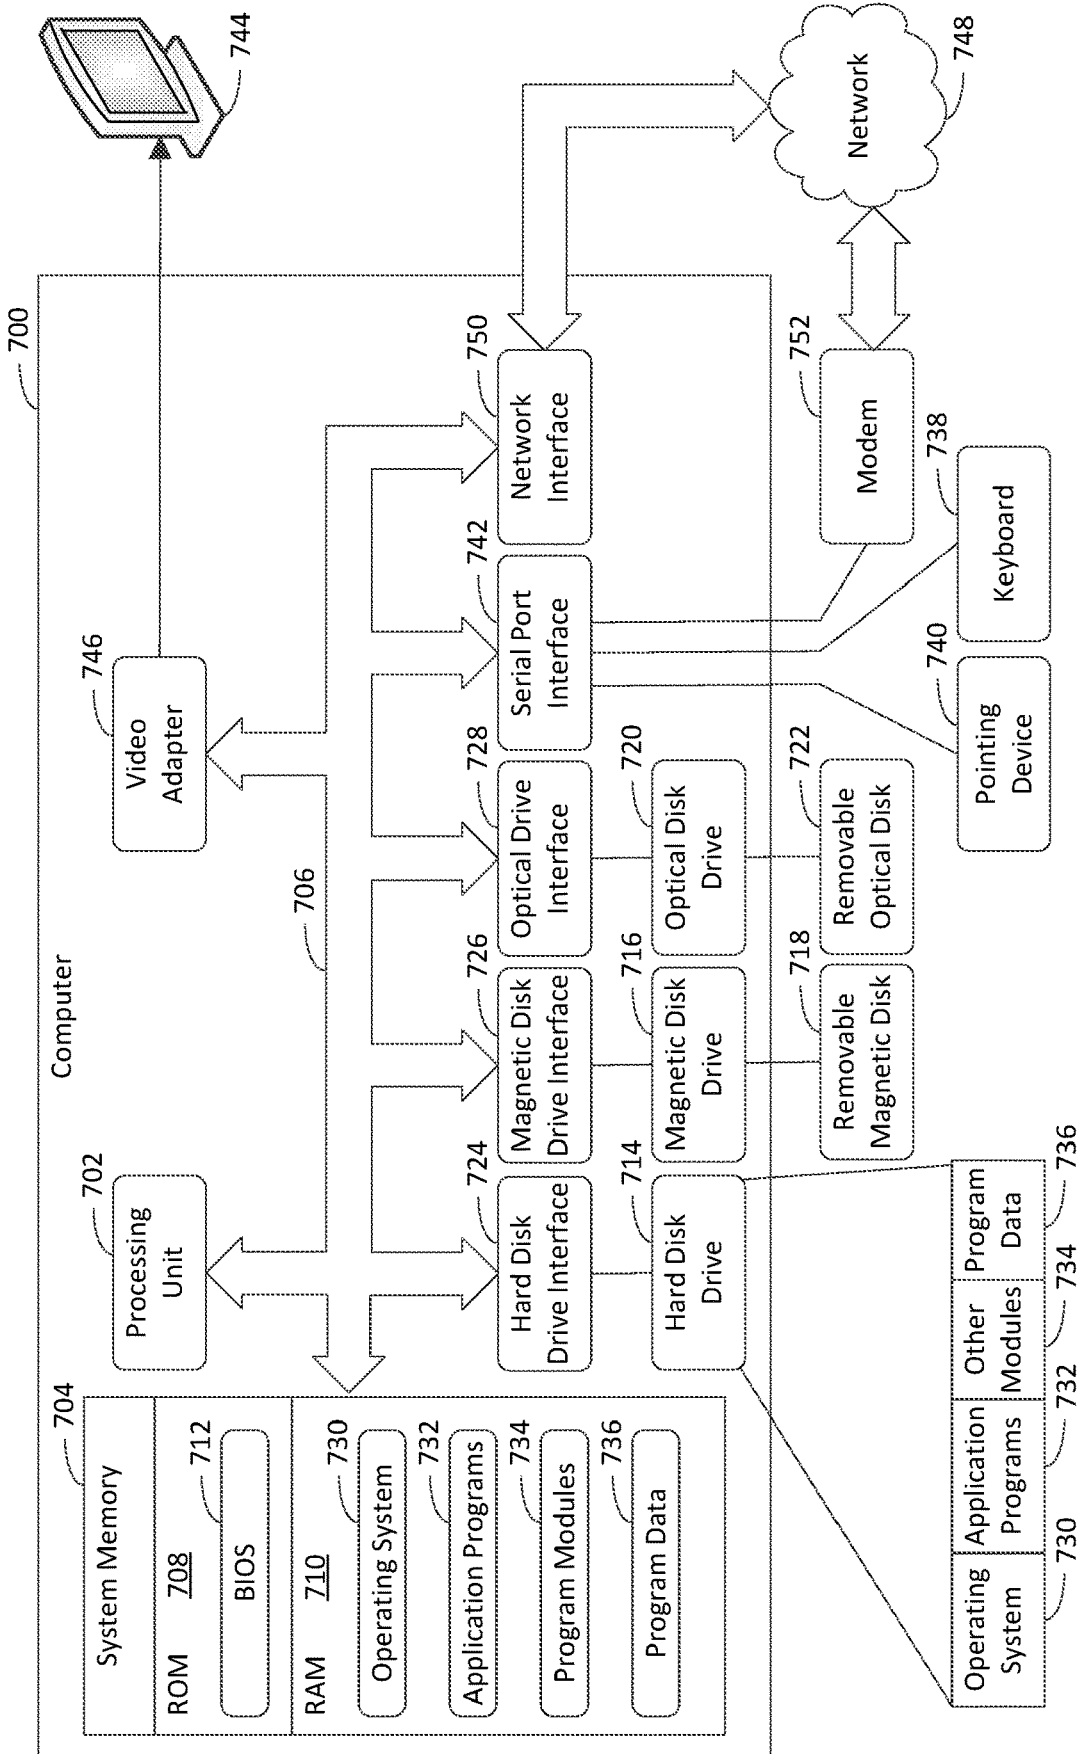 700
Computer
744
System Memory
704
ROM
708
BIOS
712
RAM
710
Operating System
730
Application Programs
732
Program Modules
734
Program Data
736
Processing
Unit
702
706
Video
Adapter
746
Hard Disk
Drive Interface
724
Magnetic Disk
Drive Interface
726
Optical Drive
Interface
728
Serial Port
Interface
742
Network
Interface
750
Hard Disk
Drive
714
Magnetic Disk
Drive
716
Optical Disk
Drive
720
Removable
Magnetic Disk
718
Removable
Optical Disk
722
Modem
752
Network
748
Pointing
Device
740
Keyboard
738
Operating
System
730
Application
Programs
732
Other
Modules
734
Program
Data
736